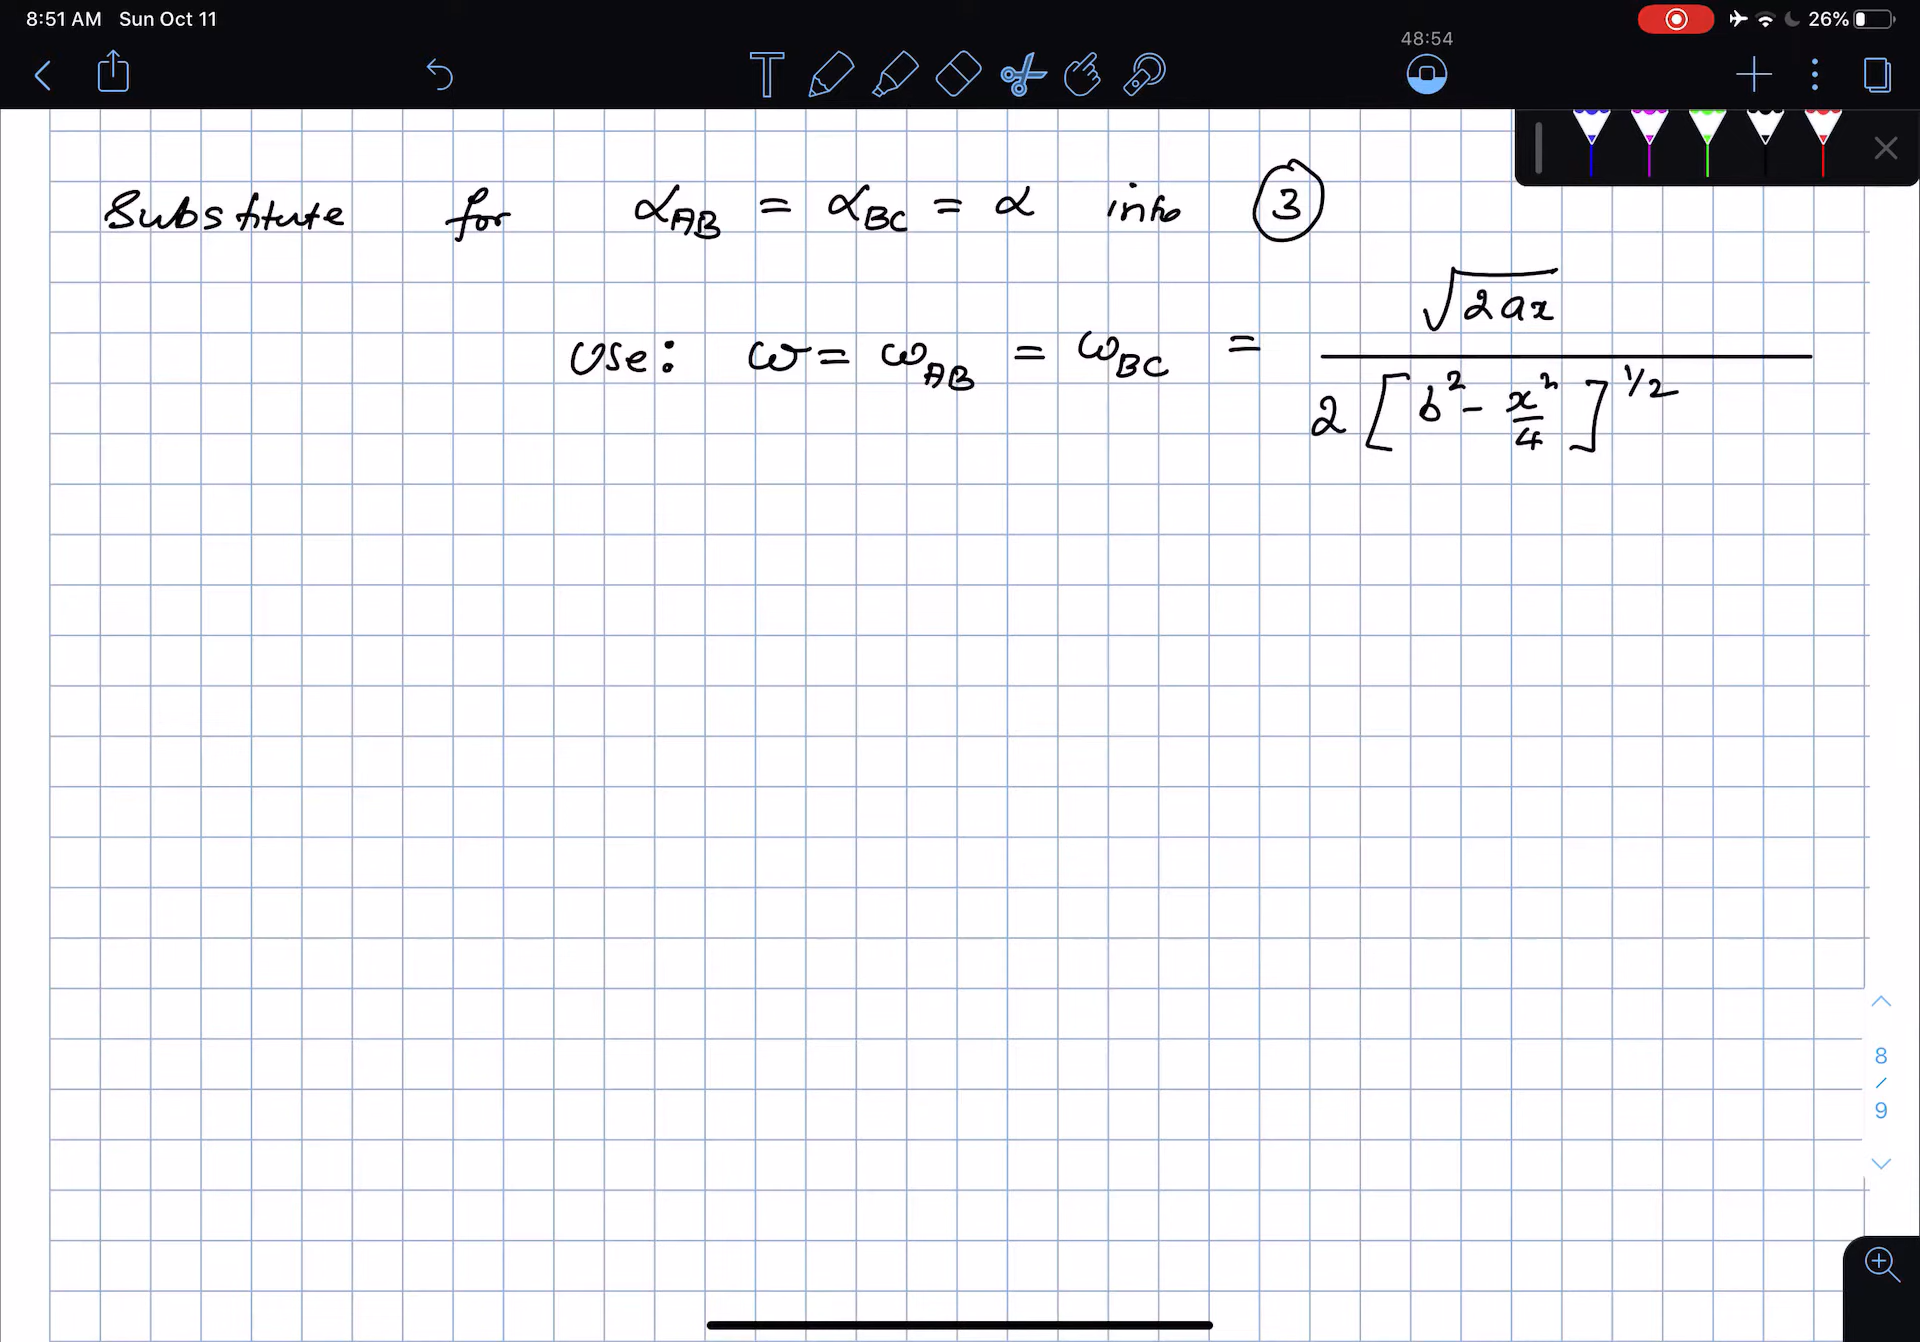 8:51 AM Sun Oct 11
26%
48:54
T
Substitute for α_AB = α_BC = α into ③
Use: ω = ω_AB = ω_BC = √(2ax) / 2[b² - x²/4]^1/2
8
/
9